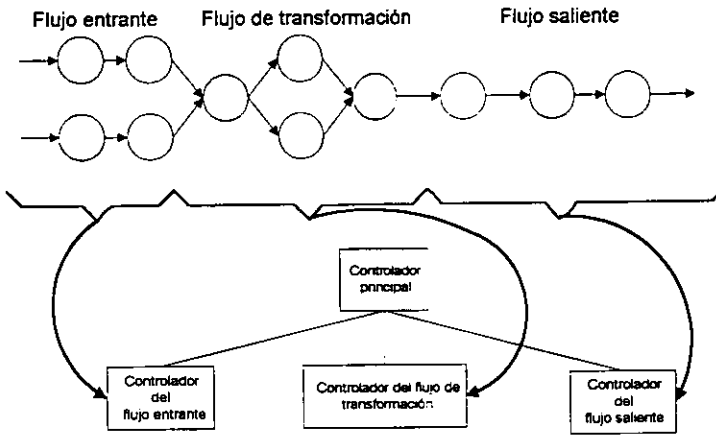 Flujo entrante
Flujo de transformación
Flujo saliente
Controlador
principal
Controlador
del
flujo entrante
Controlador del flujo de
transformación
Controlador
del
flujo saliente